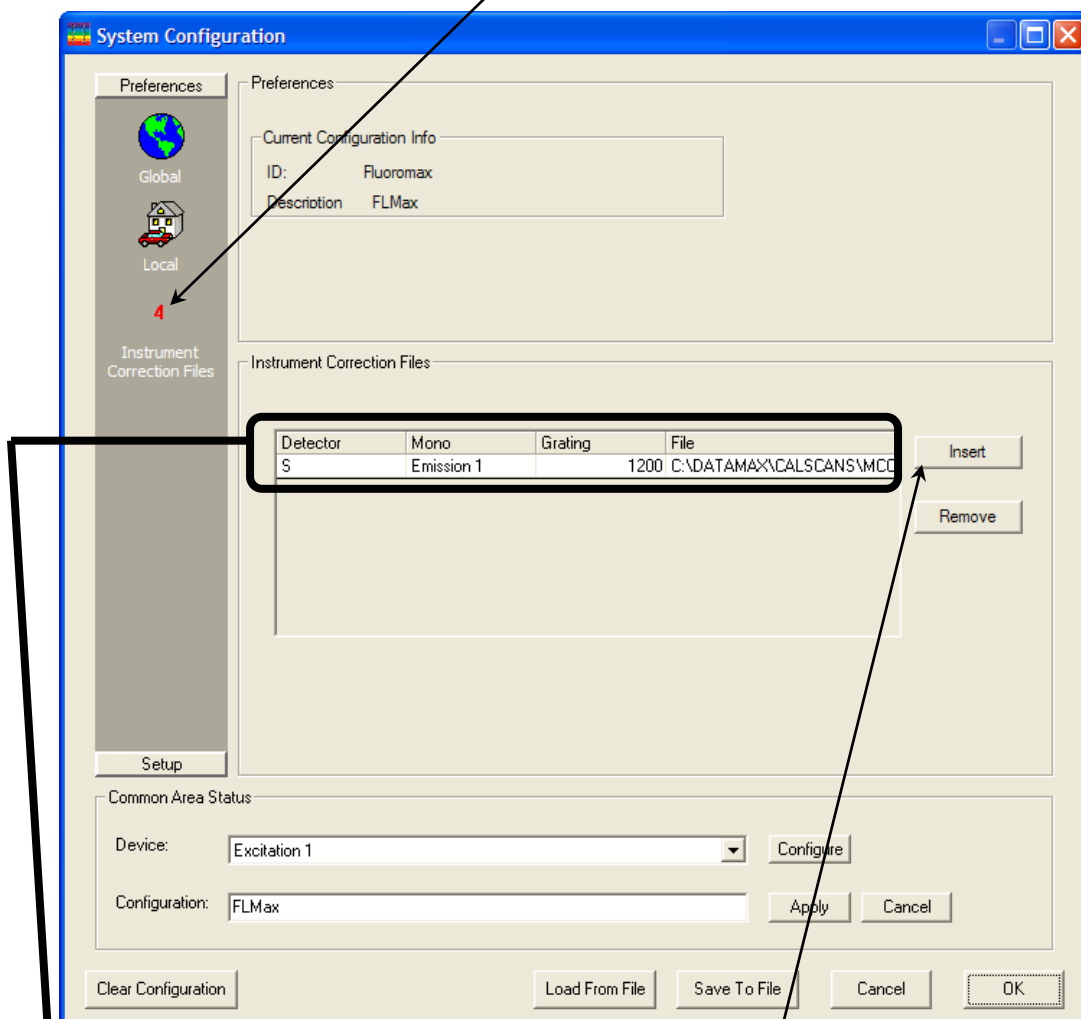 System Configuration
Preferences
Global
Local
4
Instrument
Correction Files
Setup
Preferences
Current Configuration Info
ID: Fluoromax
Description FLMax
Instrument Correction Files
Detector Mono Grating File
S Emission 1 1200 C:\DATAMAX\CALSCANS\MCC
Insert
Remove
Common Area Status
Device: Excitation 1 Configure
Configuration: FLMax Apply Cancel
Clear Configuration Load From File Save To File Cancel OK